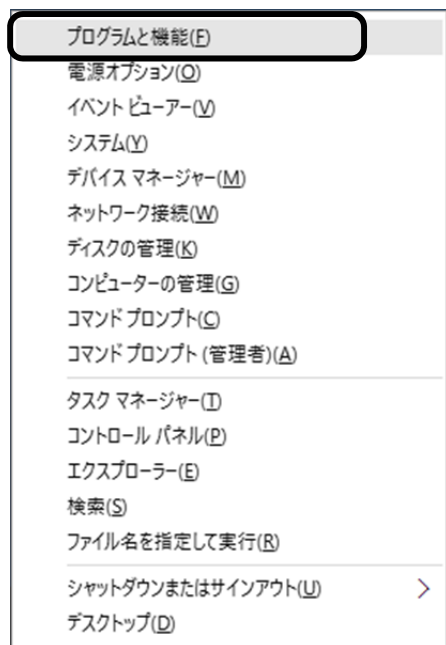 プログラムと機能(F)
電源オプション(O)
イベント ビューアー(V)
システム(Y)
デバイス マネージャー(M)
ネットワーク接続(W)
ディスクの管理(K)
コンピューターの管理(G)
コマンド プロンプト(C)
コマンド プロンプト (管理者)(A)
タスク マネージャー(T)
コントロール パネル(P)
エクスプローラー(E)
検索(S)
ファイル名を指定して実行(R)
シャットダウンまたはサインアウト(U)
デスクトップ(D)